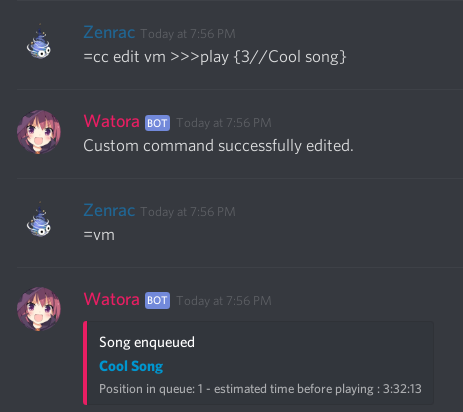 Zenrac Today at 7:56 PM
=cc edit vm >>>play {3//Cool song}
Watora BOT Today at 7:56 PM
Custom command successfully edited.
Zenrac Today at 7:56 PM
=vm
Watora BOT Today at 7:56 PM
Song enqueued
Cool Song
Position in queue: 1 - estimated time before playing : 3:32:13